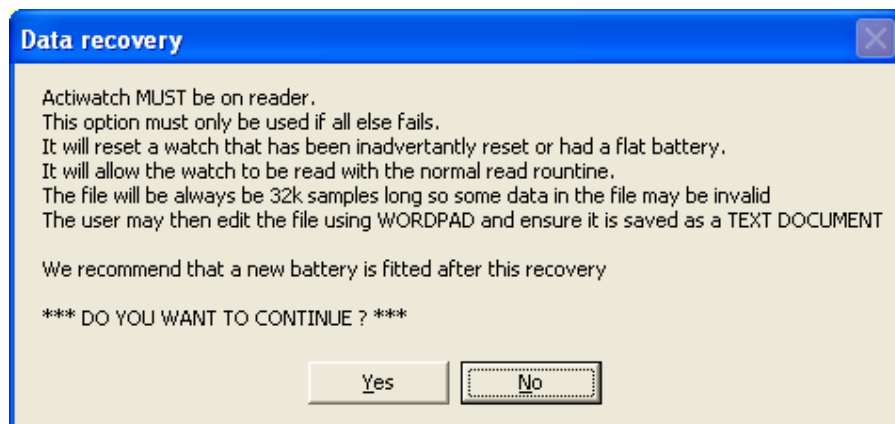 Data recovery
Actiwatch MUST be on reader.
This option must only be used if all else fails.
It will reset a watch that has been inadvertantly reset or had a flat battery.
It will allow the watch to be read with the normal read rountine.
The file will be always be 32k samples long so some data in the file may be invalid
The user may then edit the file using WORDPAD and ensure it is saved as a TEXT DOCUMENT
We recommend that a new battery is fitted after this recovery
*** DO YOU WANT TO CONTINUE ? ***
Yes No